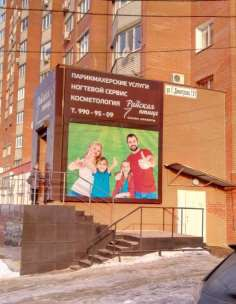 ПАРИКМАХЕРСКИЕ УСЛУГИ
НОГТЕВОЙ СЕРВИС
КОСМЕТОЛОГИЯ
Райская
птица
т. 990-95-09